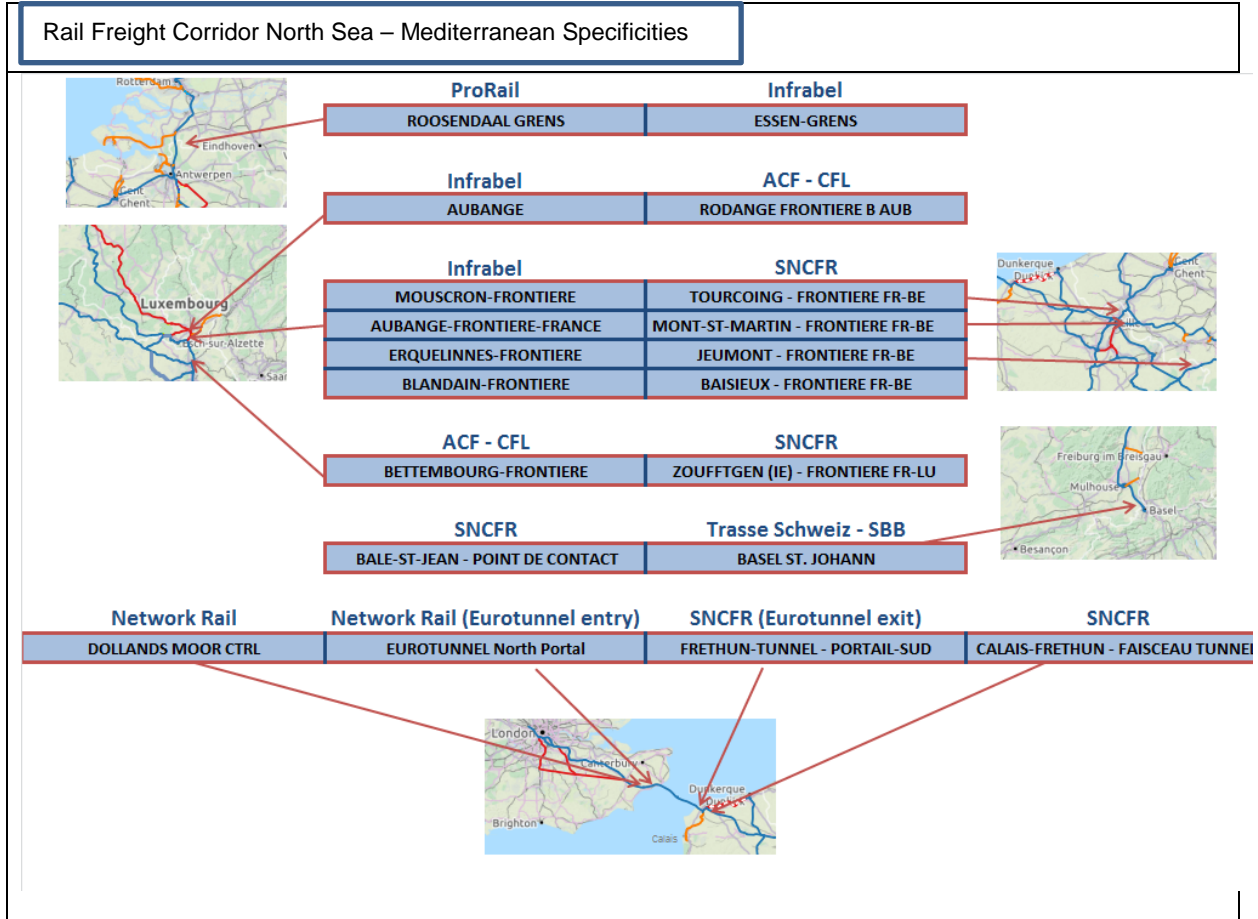 Rail Freight Corridor North Sea – Mediterranean Specificities
Rotterdam
Eindhoven
Antwerpen
Gent
Ghent
ProRail Infrabel
ROOSENDAAL GRENS ESSEN-GRENS
Infrabel ACF - CFL
AUBANGE RODANGE FRONTIERE B AUB
Luxembourg
Esch-sur-Alzette
Saar
Infrabel SNCFR
MOUSCRON-FRONTIERE TOURCOING - FRONTIERE FR-BE
AUBANGE-FRONTIERE-FRANCE MONT-ST-MARTIN - FRONTIERE FR-BE
ERQUELINNES-FRONTIERE JEUMONT - FRONTIERE FR-BE
BLANDAIN-FRONTIERE BAISIEUX - FRONTIERE FR-BE
Dunkerque
Gent
Ghent
ACF - CFL SNCFR
BETTEMBOURG-FRONTIERE ZOUFFTGEN (IE) - FRONTIERE FR-LU
Freiburg im Breisgau
Mulhouse
Basel
Besançon
SNCFR Trasse Schweiz - SBB
BALE-ST-JEAN - POINT DE CONTACT BASEL ST. JOHANN
Network Rail Network Rail (Eurotunnel entry) SNCFR (Eurotunnel exit) SNCFR
DOLLANDS MOOR CTRL EUROTUNNEL North Portal FRETHUN-TUNNEL - PORTAIL-SUD CALAIS-FRETHUN - FAISCEAU TUNNEL
London
Canterbury
Dunkerque
Brighton
Calais